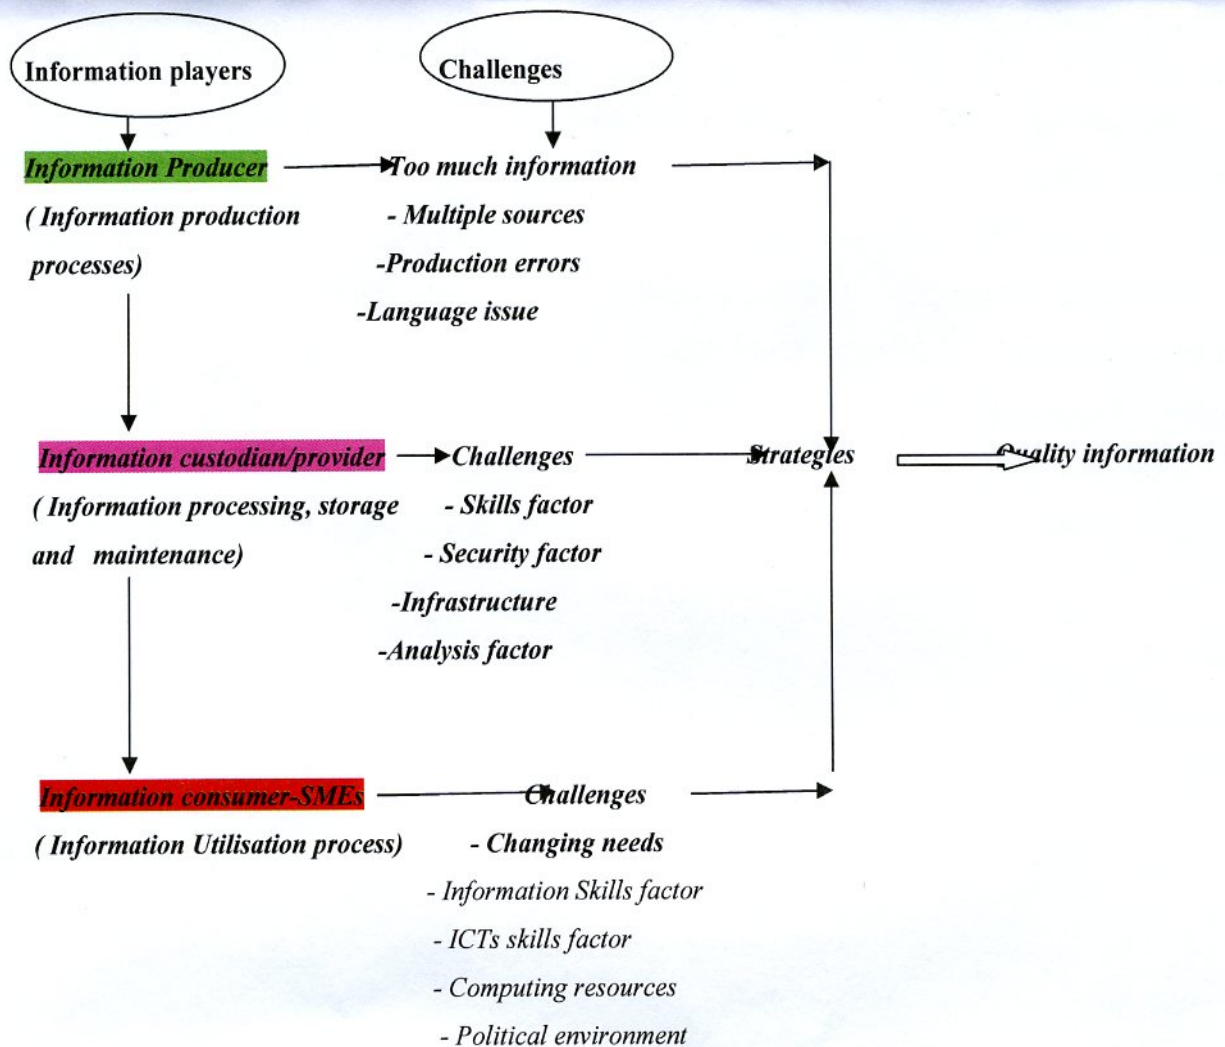 Information players
Challenges
Information Producer
Too much information
( Information production
- Multiple sources
processes)
-Production errors
-Language issue
Information custodian/provider
Challenges
Strategies
Quality information
( Information processing, storage
- Skills factor
and maintenance)
- Security factor
-Infrastructure
-Analysis factor
Information consumer-SMEs
Challenges
( Information Utilisation process)
- Changing needs
- Information Skills factor
- ICTs skills factor
- Computing resources
- Political environment